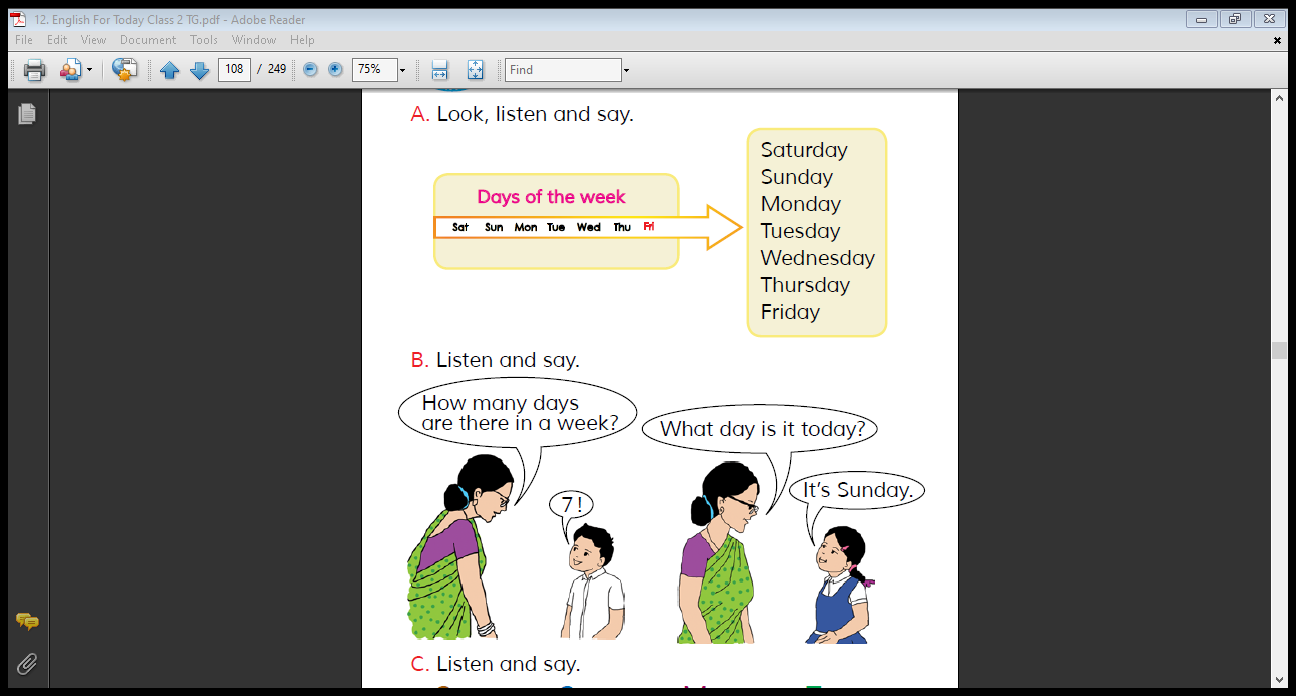 12. English For Today Class 2 TG.pdf - Adobe Reader
File Edit View Document Tools Window Help
108 / 249 75% Find
A. Look, listen and say.
Days of the week
Sat Sun Mon Tue Wed Thu Fri
Saturday
Sunday
Monday
Tuesday
Wednesday
Thursday
Friday
B. Listen and say.
How many days
are there in a week?
7!
What day is it today?
It's Sunday.
C. Listen and say.